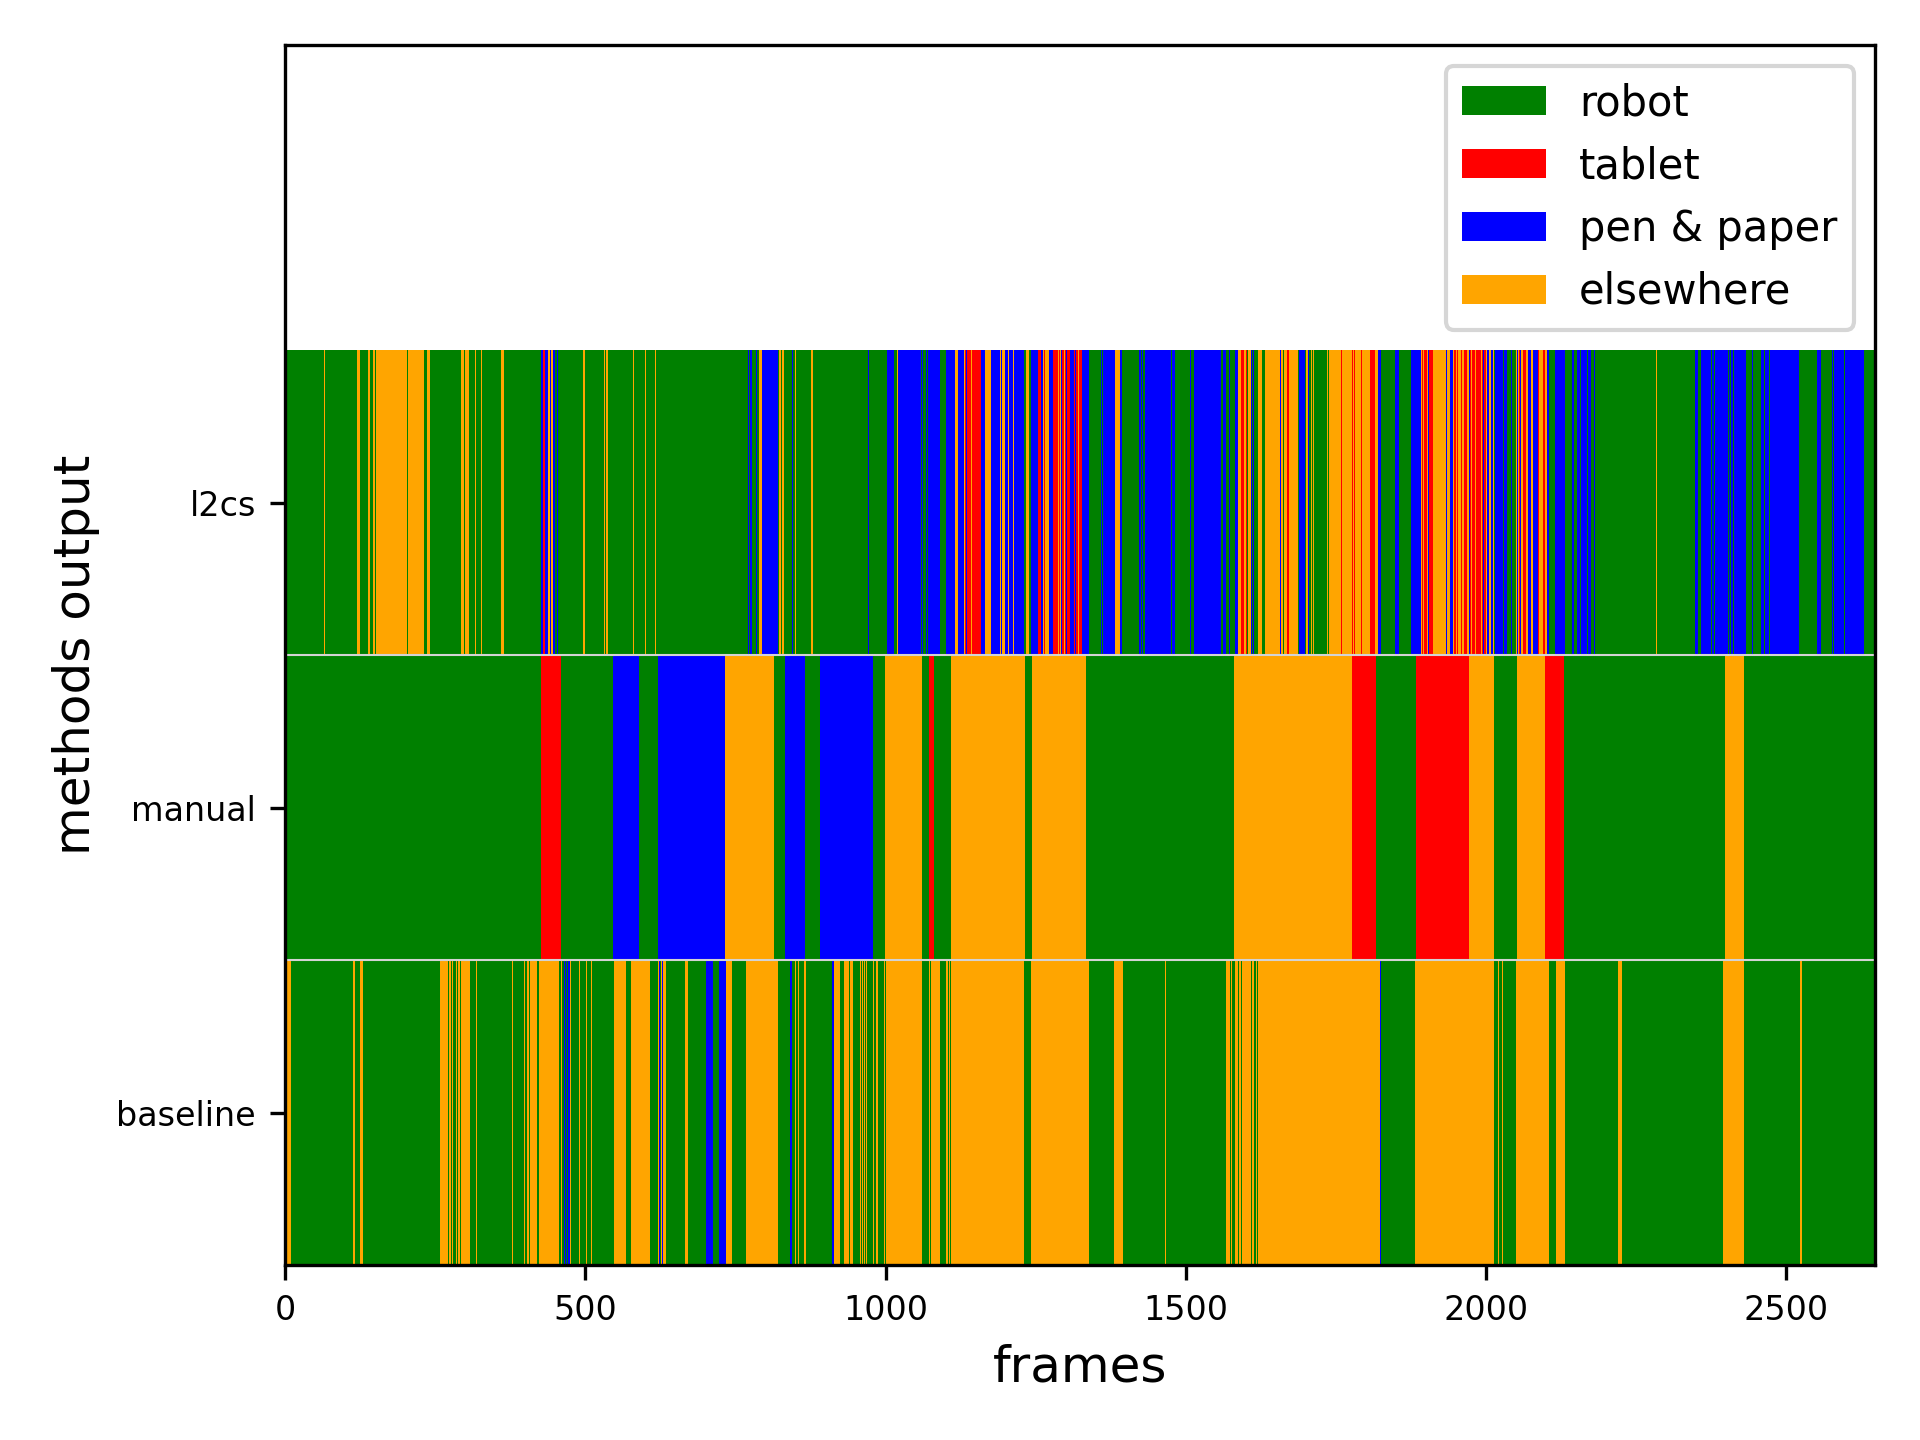 robot
tablet
pen & paper
elsewhere
methods output
l2cs
manual
baseline
0 500 1000 1500 2000 2500
frames